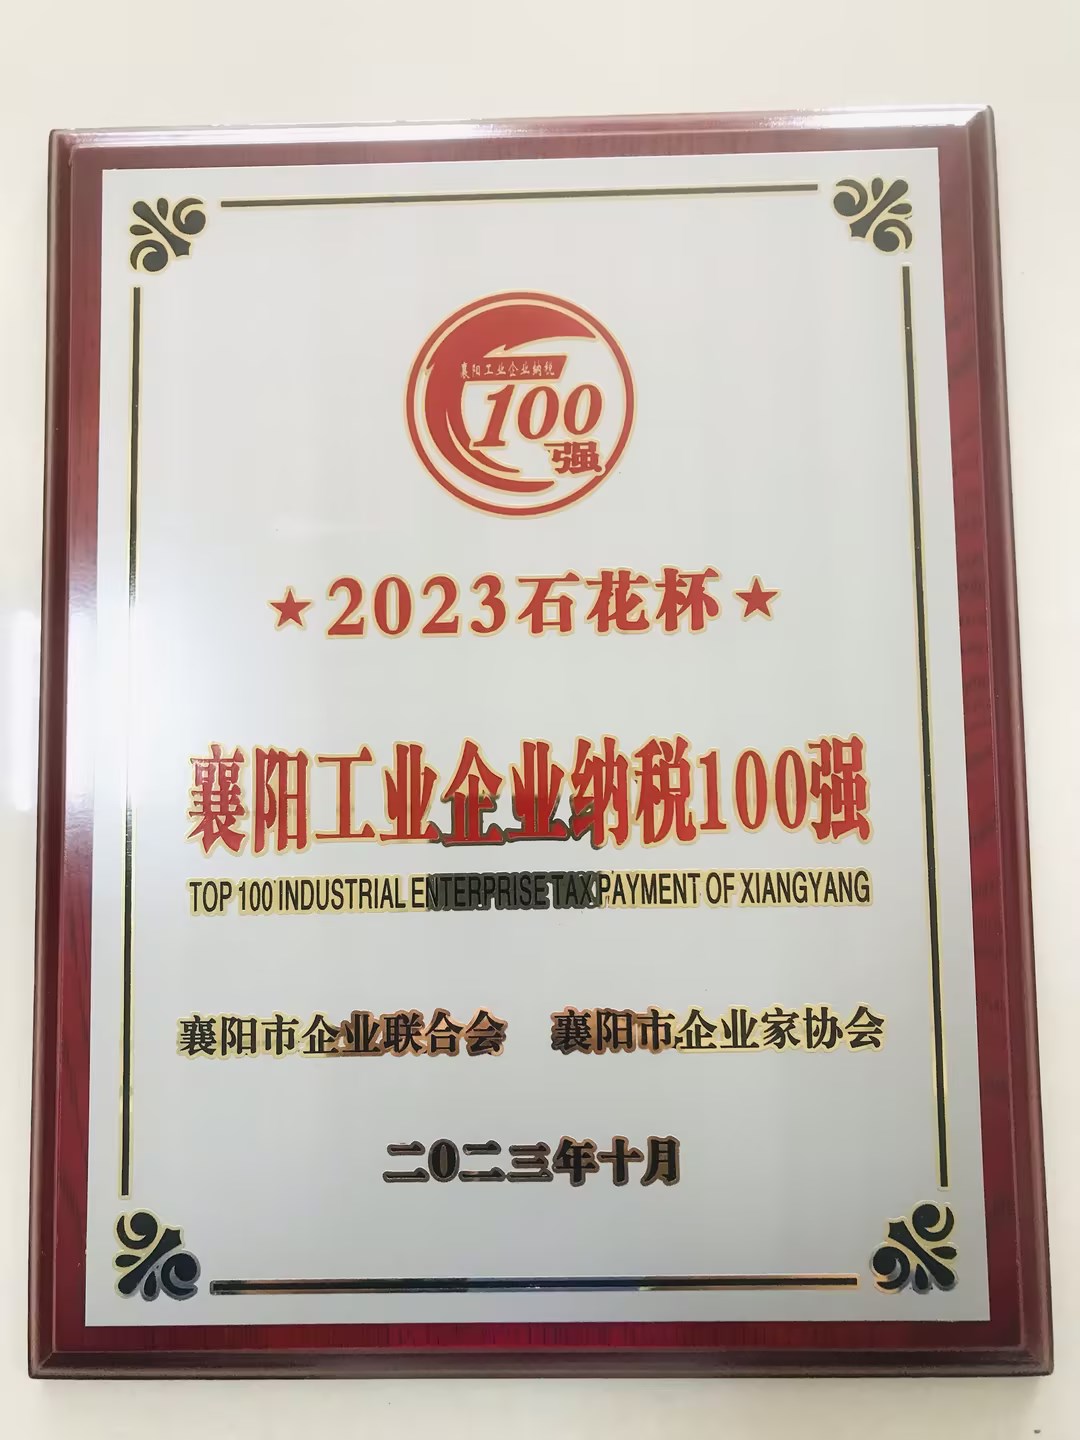 襄阳工业企业纳税
100
强
★2023石花杯★
襄阳工业企业纳税100强
TOP 100 INDUSTRIAL ENTERPRISE TAX PAYMENT OF XIANGYANG
襄阳市企业联合会 襄阳市企业家协会
二〇二三年十月